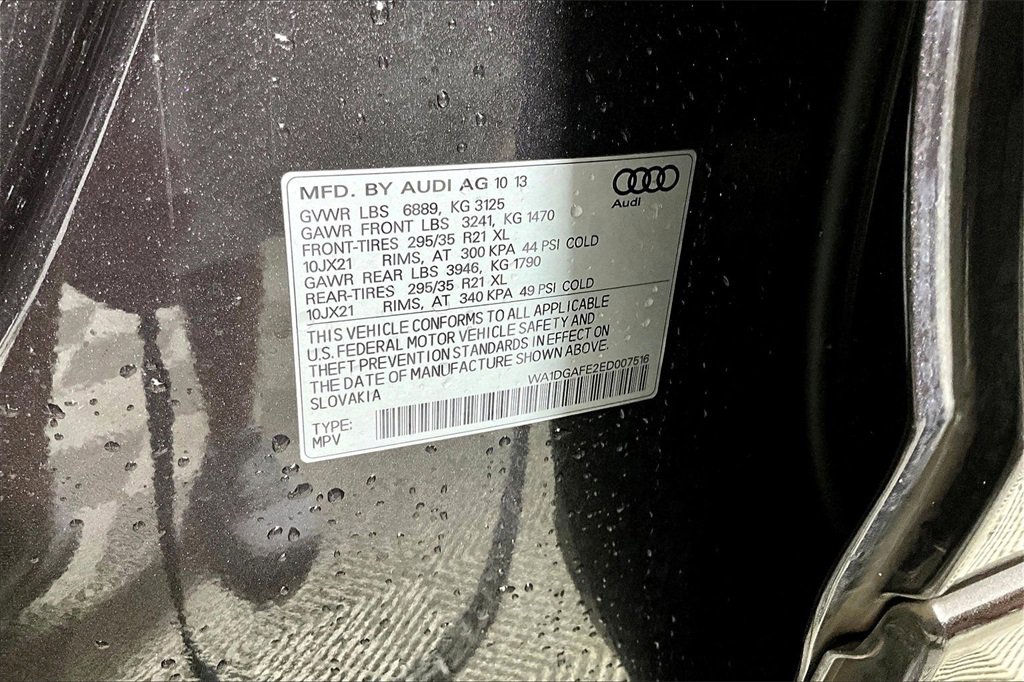 MFD. BY AUDI AG 10 13
Audi
GVWR LBS 6889, KG 3125
GAWR FRONT LBS 3241, KG 1470
FRONT-TIRES 295/35 R21 XL
10JX21 RIMS, AT 300 KPA 44 PSI COLD
GAWR REAR LBS 3946, KG 1790
REAR-TIRES 295/35 R21 XL
10JX21 RIMS, AT 340 KPA 49 PSI COLD
THIS VEHICLE CONFORMS TO ALL APPLICABLE
U.S. FEDERAL MOTOR VEHICLE SAFETY AND
THEFT PREVENTION STANDARDS IN EFFECT ON
THE DATE OF MANUFACTURE SHOWN ABOVE.
SLOVAKIA WA1DGAFE2ED007516
TYPE:
MPV